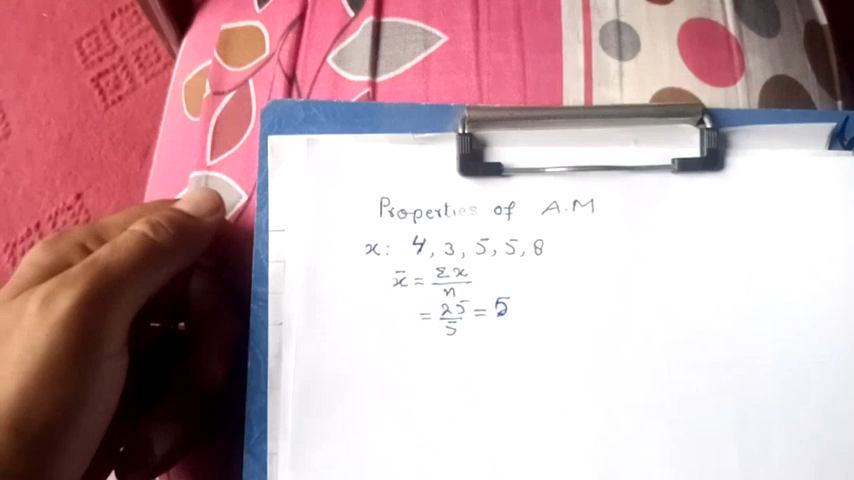 Properties of A.M
x: 4, 3, 5, 5, 8
x̄ = Σx/n
= 25/5 = 5